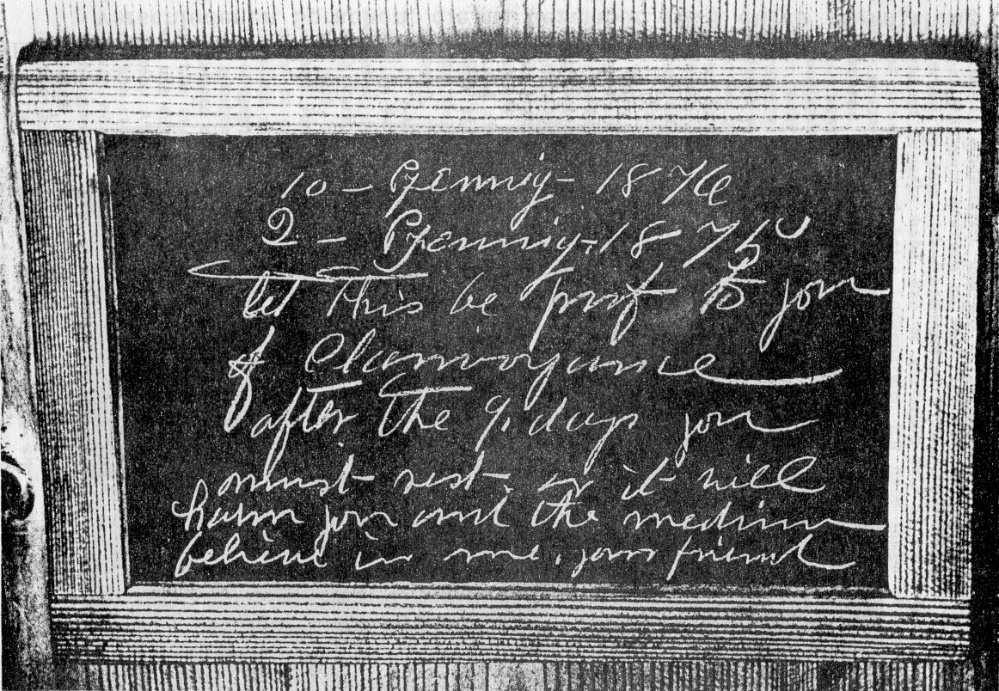 10 – Pfennig – 1876
2 – Pfennig – 1875
let this be proof to you
of Clairvoyance
after the 9. days you
must rest. or it will
harm you and the medium
believe in me, your friend